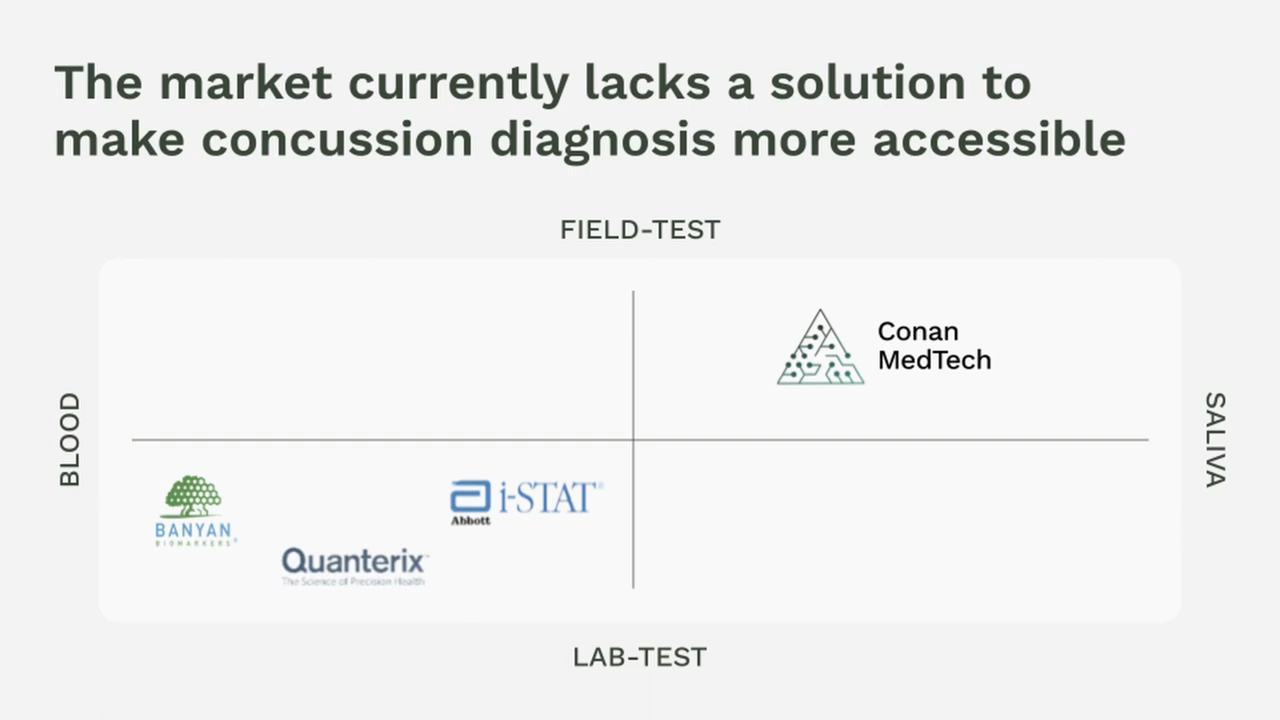 The market currently lacks a solution to
make concussion diagnosis more accessible
FIELD-TEST
Conan
MedTech
BLOOD
SALIVA
BANYAN
BIOMARKERS®
Abbott
i-STAT®
Quanterix™
The Science of Precision Health
LAB-TEST